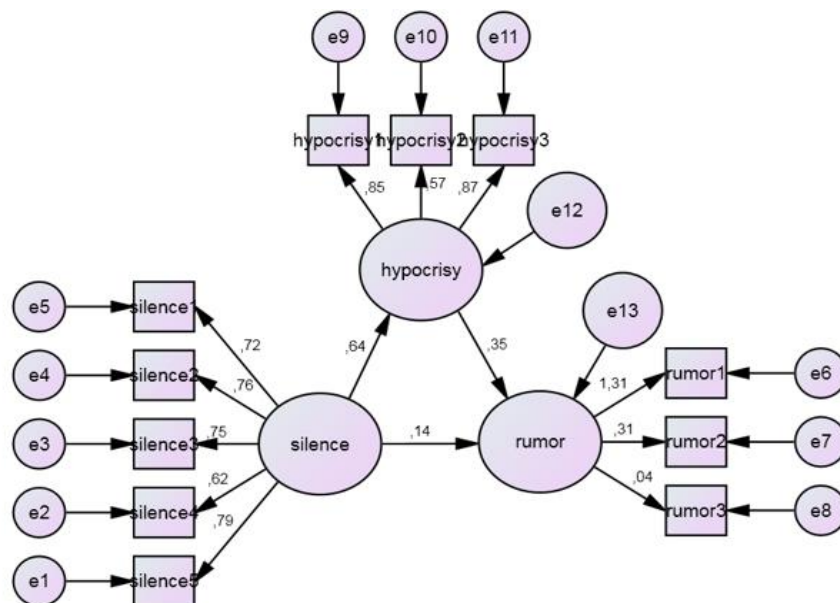 e9 e10 e11
hypocrisy1 hypocrisy2 hypocrisy3
,85 ,57 ,87
e12
hypocrisy
e5 silence1
e13
,72 ,64 ,35
e4 silence2
,76
1,31 rumor1 e6
e3 silence3 ,75 silence ,14 rumor ,31 rumor2 e7
,62 ,04
e2 silence4
rumor3 e8
,79
e1 silence5